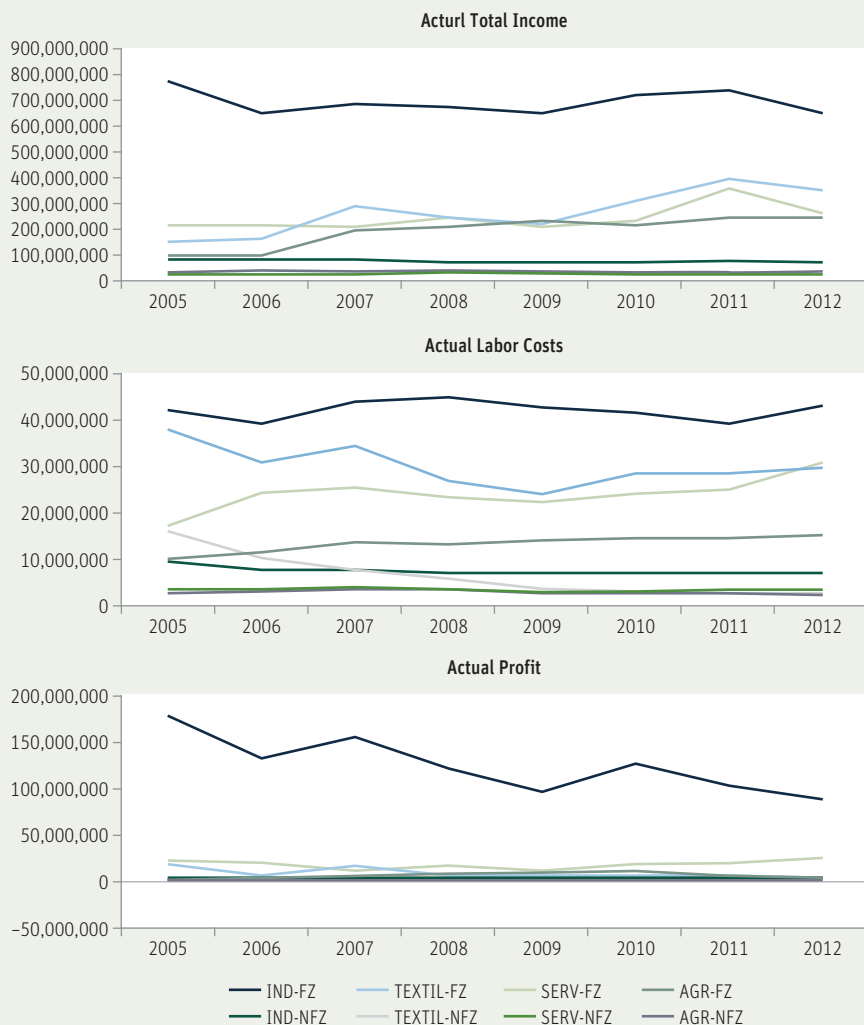 Acturl Total Income
900,000,000
800,000,000
700,000,000
600,000,000
500,000,000
400,000,000
300,000,000
200,000,000
100,000,000
0
2005 2006 2007 2008 2009 2010 2011 2012
Actual Labor Costs
50,000,000
40,000,000
30,000,000
20,000,000
10,000,000
0
2005 2006 2007 2008 2009 2010 2011 2012
Actual Profit
200,000,000
150,000,000
100,000,000
50,000,000
0
–50,000,000
2005 2006 2007 2008 2009 2010 2011 2012
IND-FZ TEXTIL-FZ SERV-FZ AGR-FZ
IND-NFZ TEXTIL-NFZ SERV-NFZ AGR-NFZ